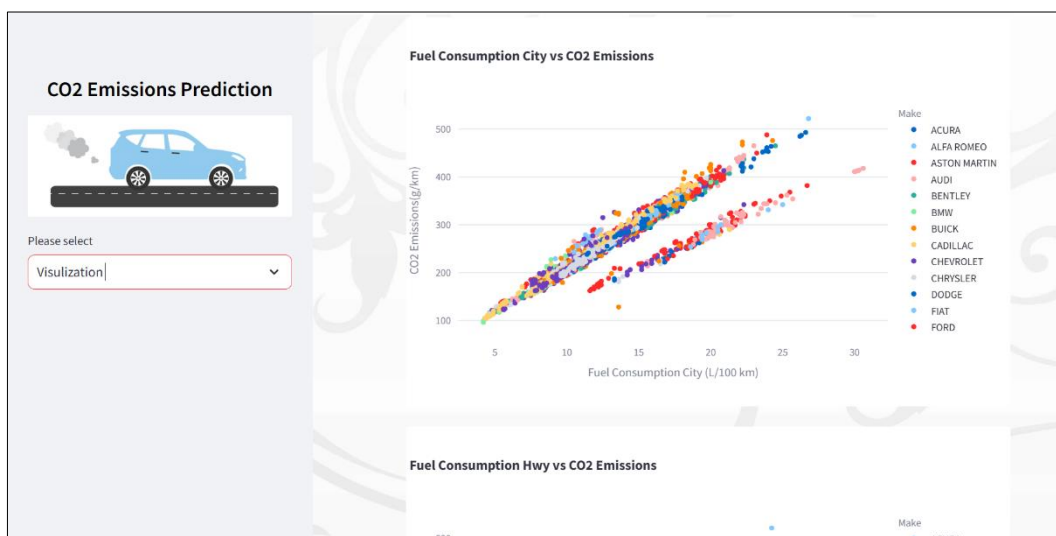 CO2 Emissions Prediction
Please select
Visulization
Fuel Consumption City vs CO2 Emissions
500
400
300
200
100
CO2 Emissions(g/km)
5 10 15 20 25 30
Fuel Consumption City (L/100 km)
Make
ACURA
ALFA ROMEO
ASTON MARTIN
AUDI
BENTLEY
BMW
BUICK
CADILLAC
CHEVROLET
CHRYSLER
DODGE
FIAT
FORD
Fuel Consumption Hwy vs CO2 Emissions
Make